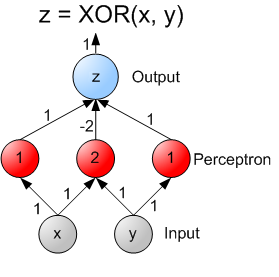 z = XOR(x, y)
1
z Output
1 -2 1
1 2 1 Perceptron
1 1 1 1
x y Input